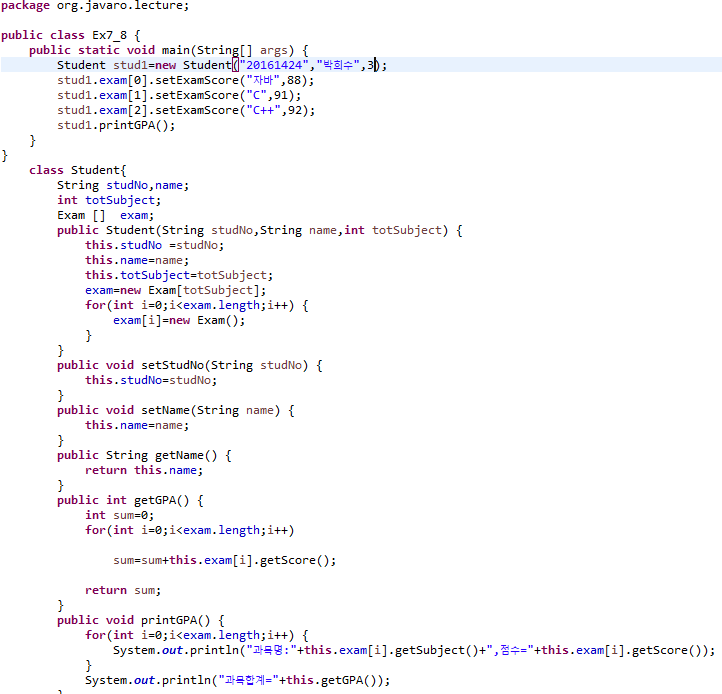 package org.javaro.lecture;
public class Ex7_8 {
public static void main(String[] args) {
Student stud1=new Student("20161424","박희수",3);
stud1.exam[0].setExamScore("자바",88);
stud1.exam[1].setExamScore("C",91);
stud1.exam[2].setExamScore("C++",92);
stud1.printGPA();
}
}
class Student{
String studNo,name;
int totSubject;
Exam []  exam;
public Student(String studNo,String name,int totSubject) {
this.studNo =studNo;
this.name=name;
this.totSubject=totSubject;
exam=new Exam[totSubject];
for(int i=0;i<exam.length;i++) {
exam[i]=new Exam();
}
}
public void setStudNo(String studNo) {
this.studNo=studNo;
}
public void setName(String name) {
this.name=name;
}
public String getName() {
return this.name;
}
public int getGPA() {
int sum=0;
for(int i=0;i<exam.length;i++)
sum=sum+this.exam[i].getScore();
return sum;
}
public void printGPA() {
for(int i=0;i<exam.length;i++) {
System.out.println("과목명:"+this.exam[i].getSubject()+",점수="+this.exam[i].getScore());
}
System.out.println("과목합계="+this.getGPA());
}